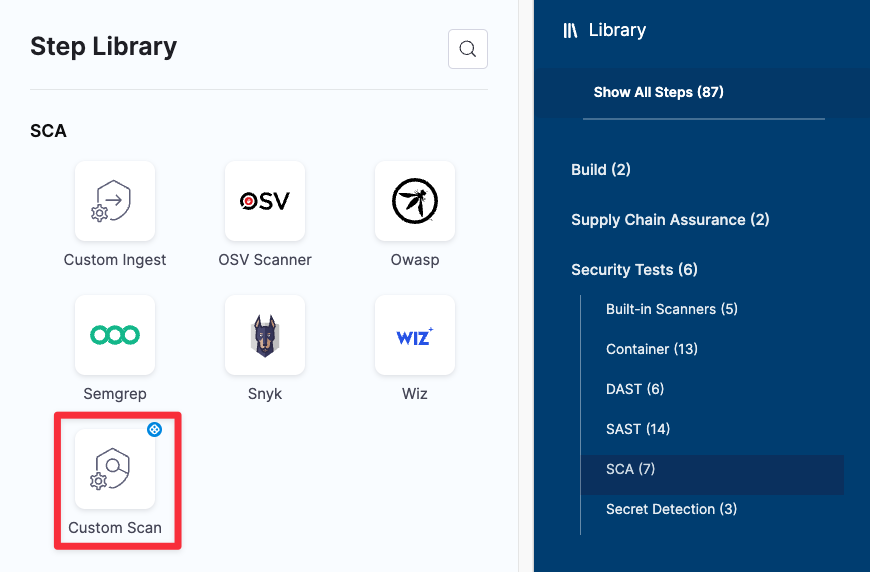 Step Library
SCA
OSV
Custom Ingest
OSV Scanner
Owasp
WIZ+
Semgrep
Snyk
Wiz
Custom Scan
Library
Show All Steps (87)
Build (2)
Supply Chain Assurance (2)
Security Tests (6)
Built-in Scanners (5)
Container (13)
DAST (6)
SAST (14)
SCA (7)
Secret Detection (3)